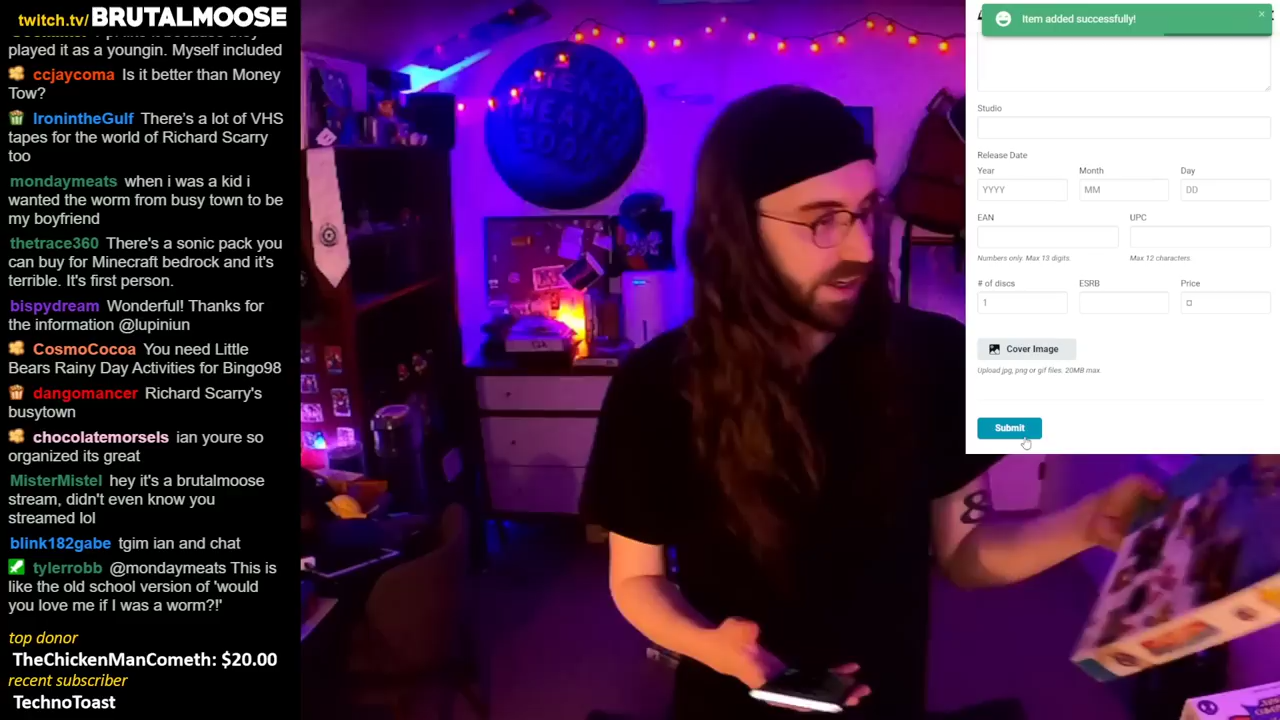 twitch.tv/BRUTALMOOSE
played it as a youngin. Myself included
ccjaycoma Is it better than Money
Tow?
IronintheGulf There's a lot of VHS
tapes for the world of Richard Scarry
too
mondaymeats when i was a kid i
wanted the worm from busy town to be
my boyfriend
thetrace360 There's a sonic pack you
can buy for Minecraft bedrock and it's
terrible. It's first person.
bispydream Wonderful! Thanks for
the information @lupiniun
CosmoCocoa You need Little
Bears Rainy Day Activities for Bingo98
dangomancer Richard Scarry's
busytown
chocolatemorsels ian youre so
organized its great
MisterMistel hey it's a brutalmoose
stream, didn't even know you
streamed lol
blink182gabe tgim ian and chat
tylerrobb @mondaymeats This is
like the old school version of 'would
you love me if I was a worm?!'
top donor
TheChickenManCometh: $20.00
recent subscriber
TechnoToast
Item added successfully!
×
Studio
Release Date
Year Month Day
YYYY MM DD
EAN UPC
Numbers only. Max 13 digits. Max 12 characters.
# of discs ESRB Price
1
Cover Image
Upload jpg, png or gif files. 20MB max.
Submit
8